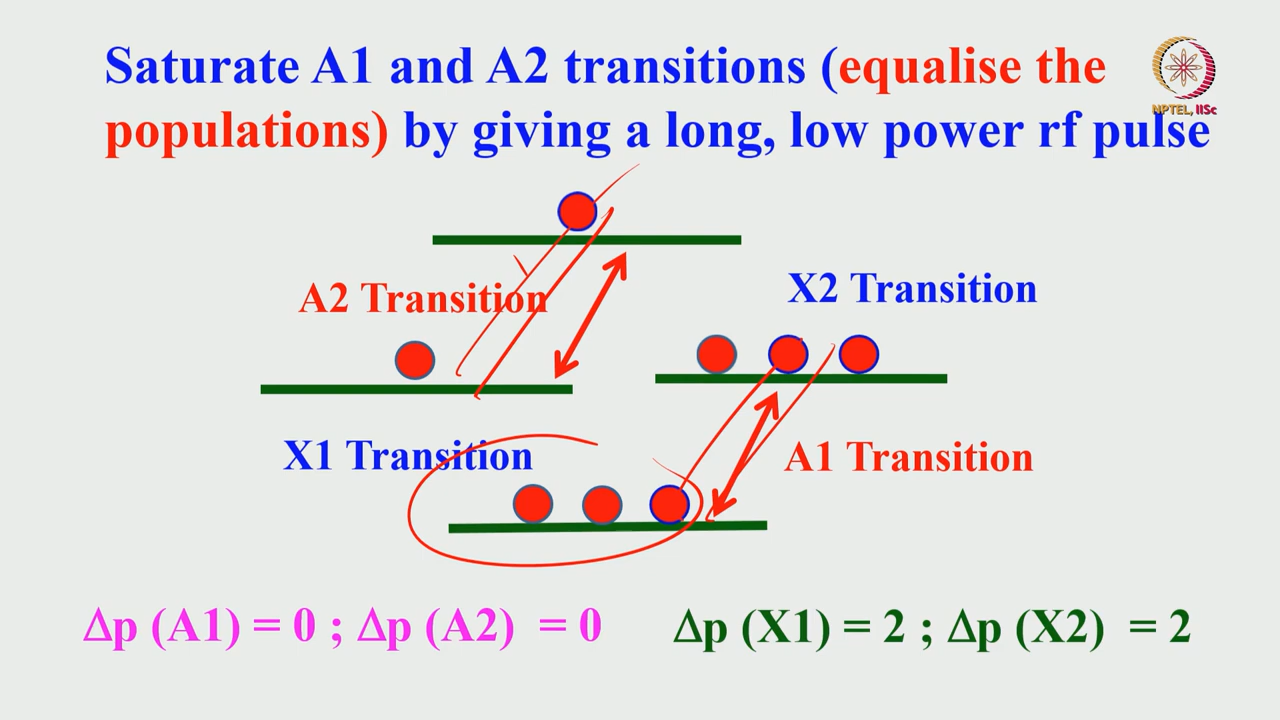 Saturate A1 and A2 transitions (equalise the
populations) by giving a long, low power rf pulse
NPTEL, IISc
A2 Transition
X2 Transition
X1 Transition
A1 Transition
Δp (A1) = 0 ; Δp (A2) = 0
Δp (X1) = 2 ; Δp (X2) = 2